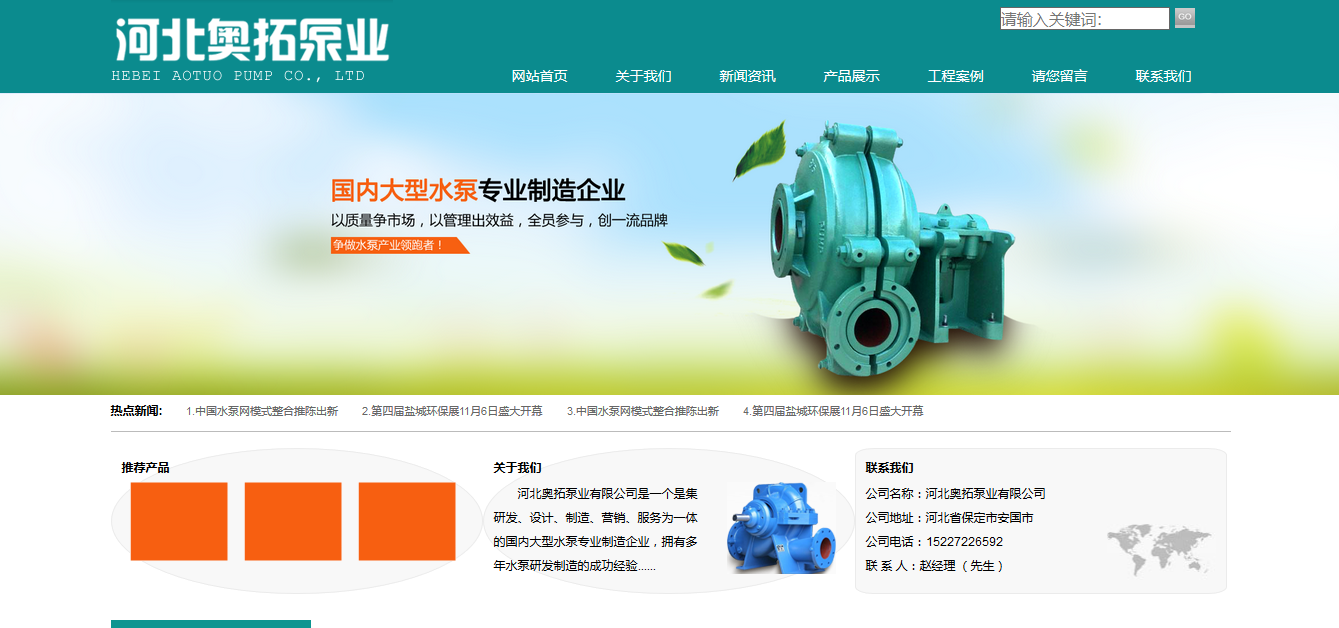 河北奥拓泵业
HEBEI AOTUO PUMP CO., LTD
请输入关键词:
GO
网站首页 关于我们 新闻资讯 产品展示 工程案例 请您留言 联系我们
国内大型水泵专业制造企业
以质量争市场，以管理出效益，全员参与，创一流品牌
争做水泵产业领跑者！
热点新闻: 1.中国水泵网模式整合推陈出新 2.第四届盐城环保展11月6日盛大开幕 3.中国水泵网模式整合推陈出新 4.第四届盐城环保展11月6日盛大开幕
推荐产品
关于我们
河北奥拓泵业有限公司是一个是集
研发、设计、制造、营销、服务为一体
的国内大型水泵专业制造企业，拥有多
年水泵研发制造的成功经验......
联系我们
公司名称：河北奥拓泵业有限公司
公司地址：河北省保定市安国市
公司电话：15227226592
联 系 人：赵经理（先生）